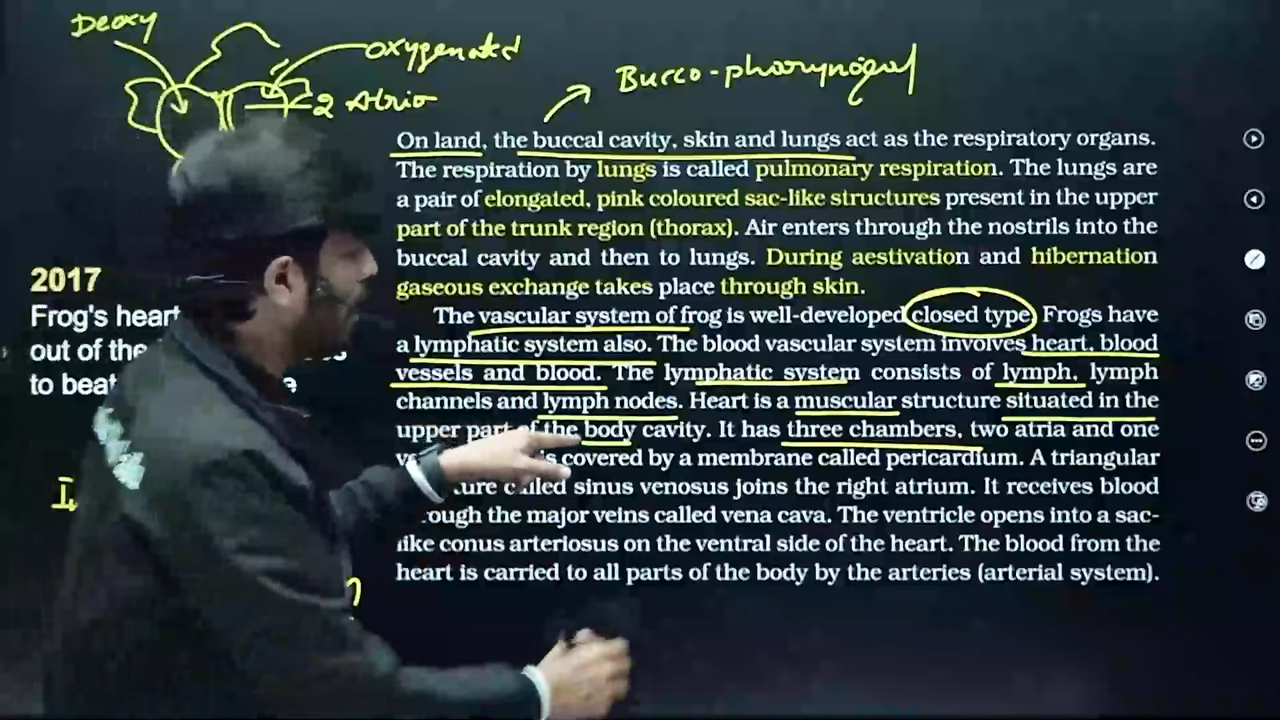 Deoxy
oxygenated
2 Atria
Bucco-pharyngeal
On land, the buccal cavity, skin and lungs act as the respiratory organs.
The respiration by lungs is called pulmonary respiration. The lungs are
a pair of elongated, pink coloured sac-like structures present in the upper
part of the trunk region (thorax). Air enters through the nostrils into the
buccal cavity and then to lungs. During aestivation and hibernation
gaseous exchange takes place through skin.
The vascular system of frog is well-developed closed type. Frogs have
a lymphatic system also. The blood vascular system involves heart, blood
vessels and blood. The lymphatic system consists of lymph, lymph
channels and lymph nodes. Heart is a muscular structure situated in the
upper part of the body cavity. It has three chambers, two atria and one
is covered by a membrane called pericardium. A triangular
called sinus venosus joins the right atrium. It receives blood
through the major veins called vena cava. The ventricle opens into a sac-
like conus arteriosus on the ventral side of the heart. The blood from the
heart is carried to all parts of the body by the arteries (arterial system).
2017
Frog's heart
out of the
to beat